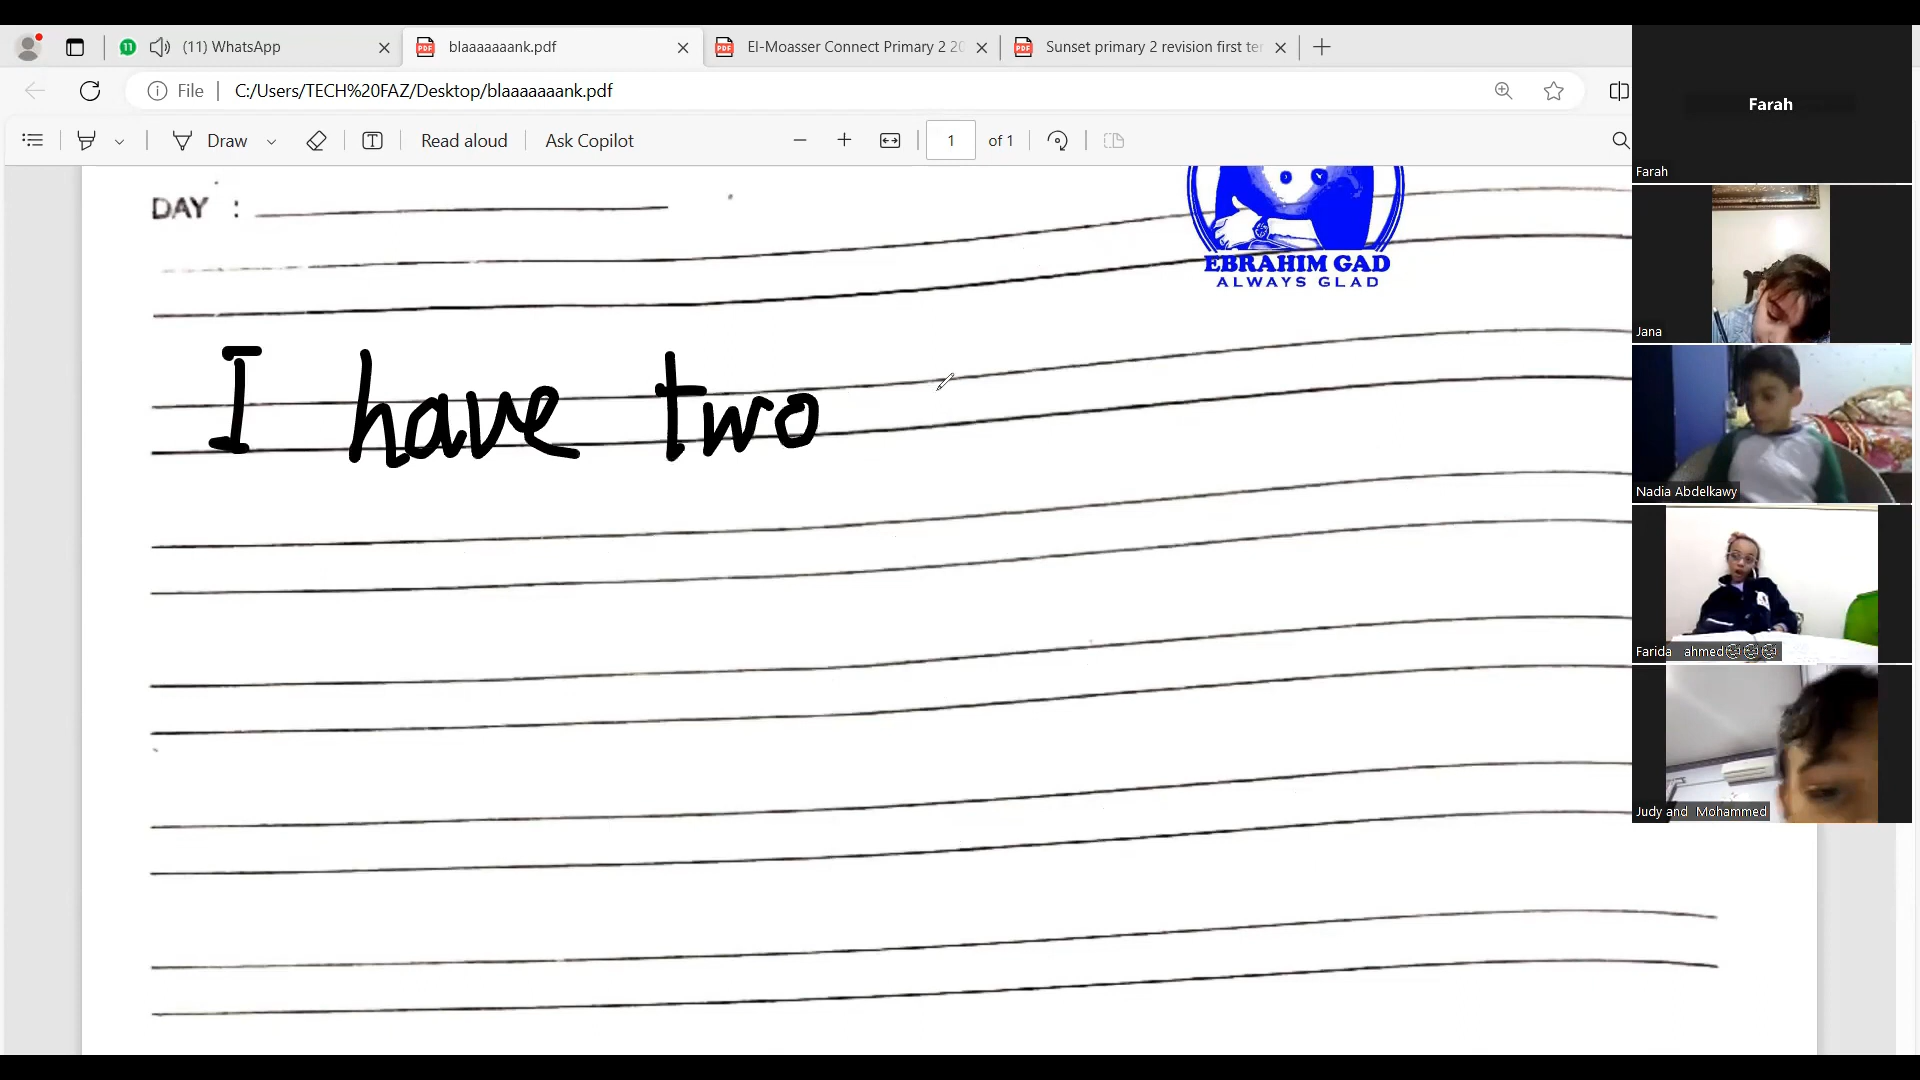 (11) WhatsApp
blaaaaaaank.pdf
El-Moasser Connect Primary 2 20
Sunset primary 2 revision first ter
File
C:/Users/TECH%20FAZ/Desktop/blaaaaaaank.pdf
Draw
Read aloud
Ask Copilot
1 of 1
DAY :
EBRAHIM GAD
ALWAYS GLAD
I have two
Farah
Farah
Jana
Nadia Abdelkawy
Farida ahmed
Judy and Mohammed